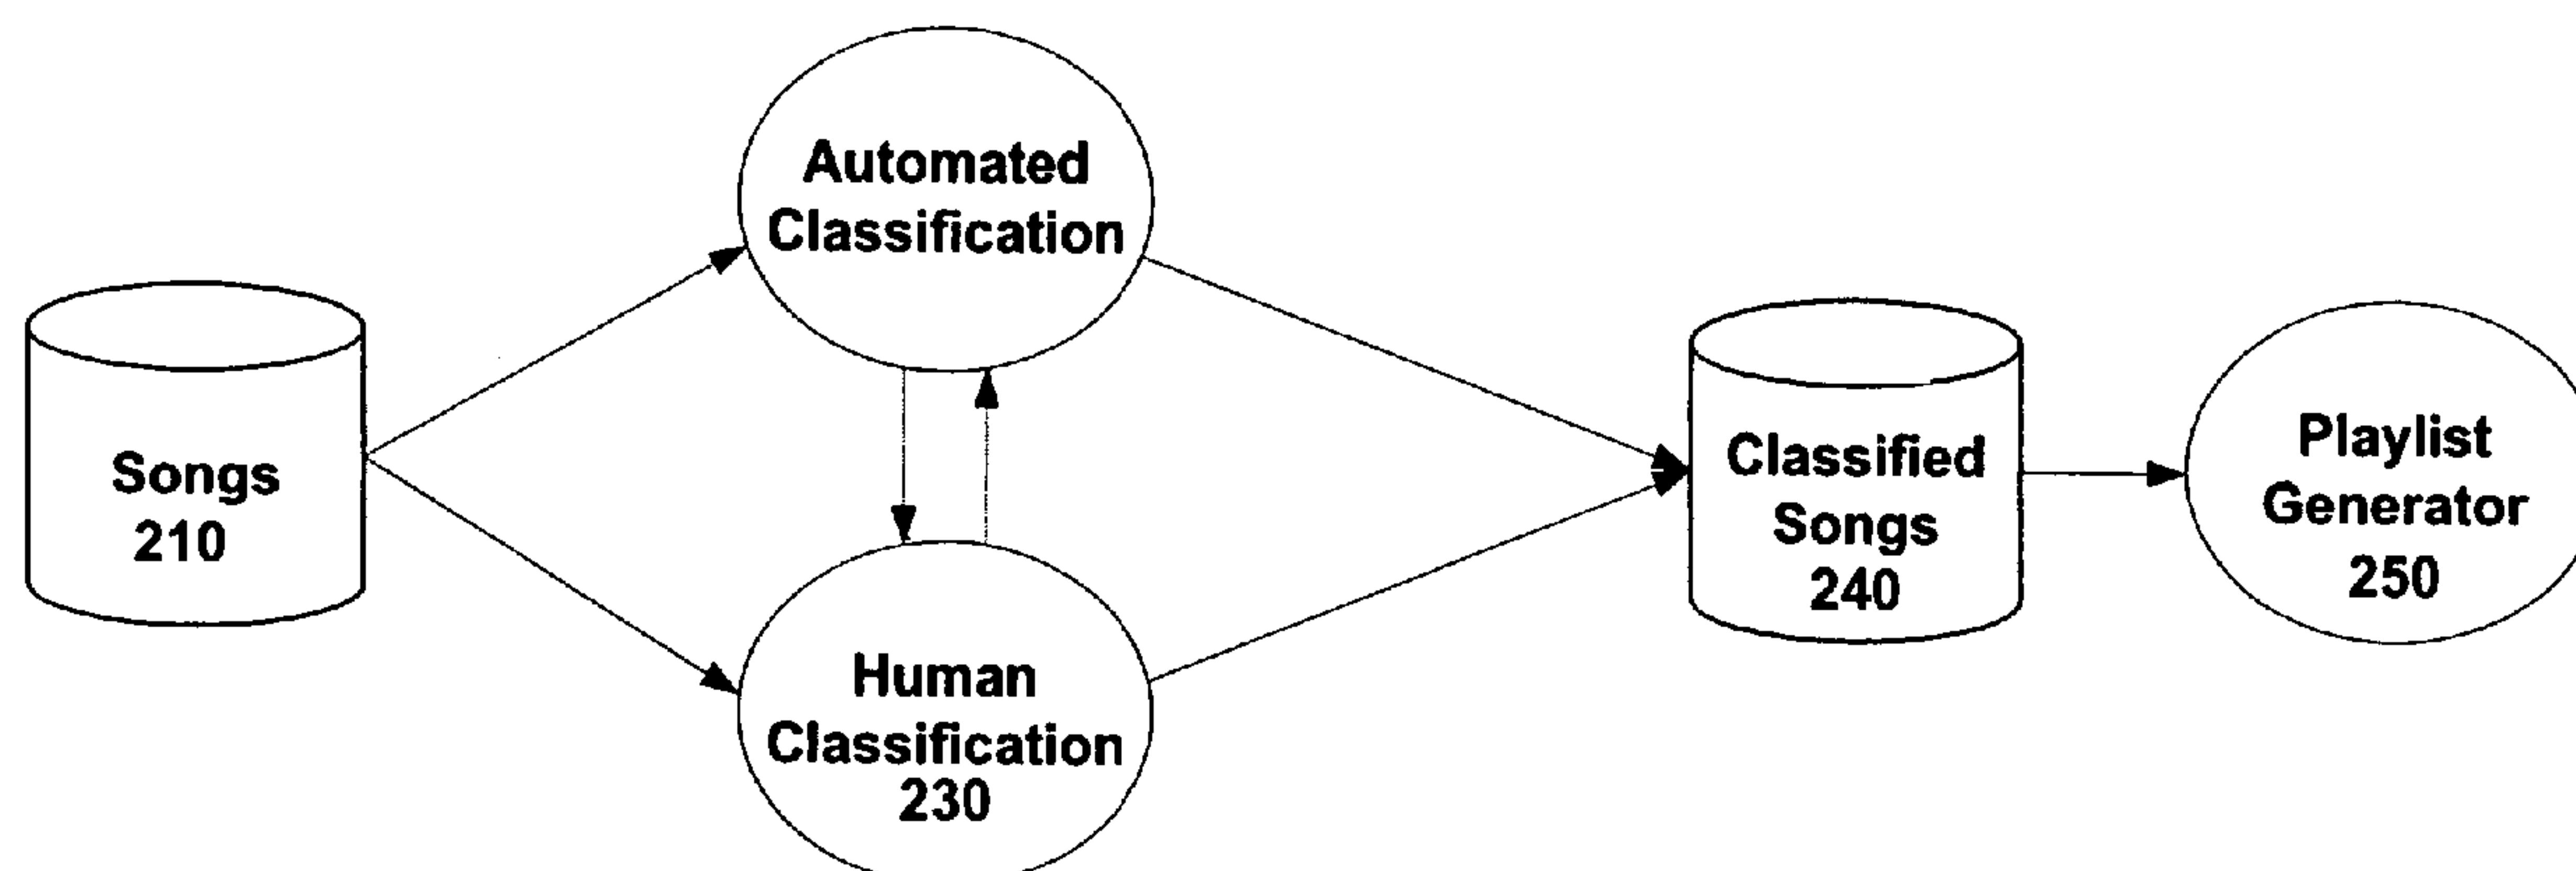 Automated
Classification
Songs
210
Human
Classification
230
Classified
Songs
240
Playlist
Generator
250